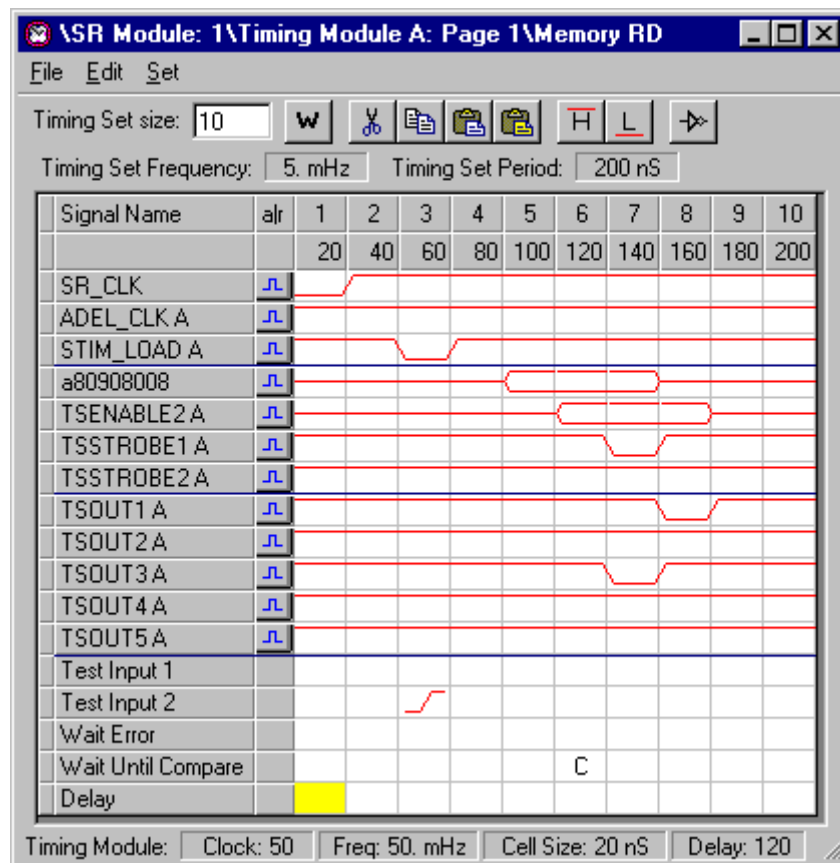 \SR Module: 1\Timing Module A: Page 1\Memory RD
File Edit Set
Timing Set size: 10 W H L
Timing Set Frequency: 5. mHz Timing Set Period: 200 nS
Signal Name a|r 1 2 3 4 5 6 7 8 9 10
20 40 60 80 100 120 140 160 180 200
SR_CLK
ADEL_CLK A
STIM_LOAD A
a80908008
TSENABLE2 A
TSSTROBE1 A
TSSTROBE2 A
TSOUT1 A
TSOUT2 A
TSOUT3 A
TSOUT4 A
TSOUT5 A
Test Input 1
Test Input 2
Wait Error
Wait Until Compare C
Delay
Timing Module: Clock: 50 Freq: 50. mHz Cell Size: 20 nS Delay: 120